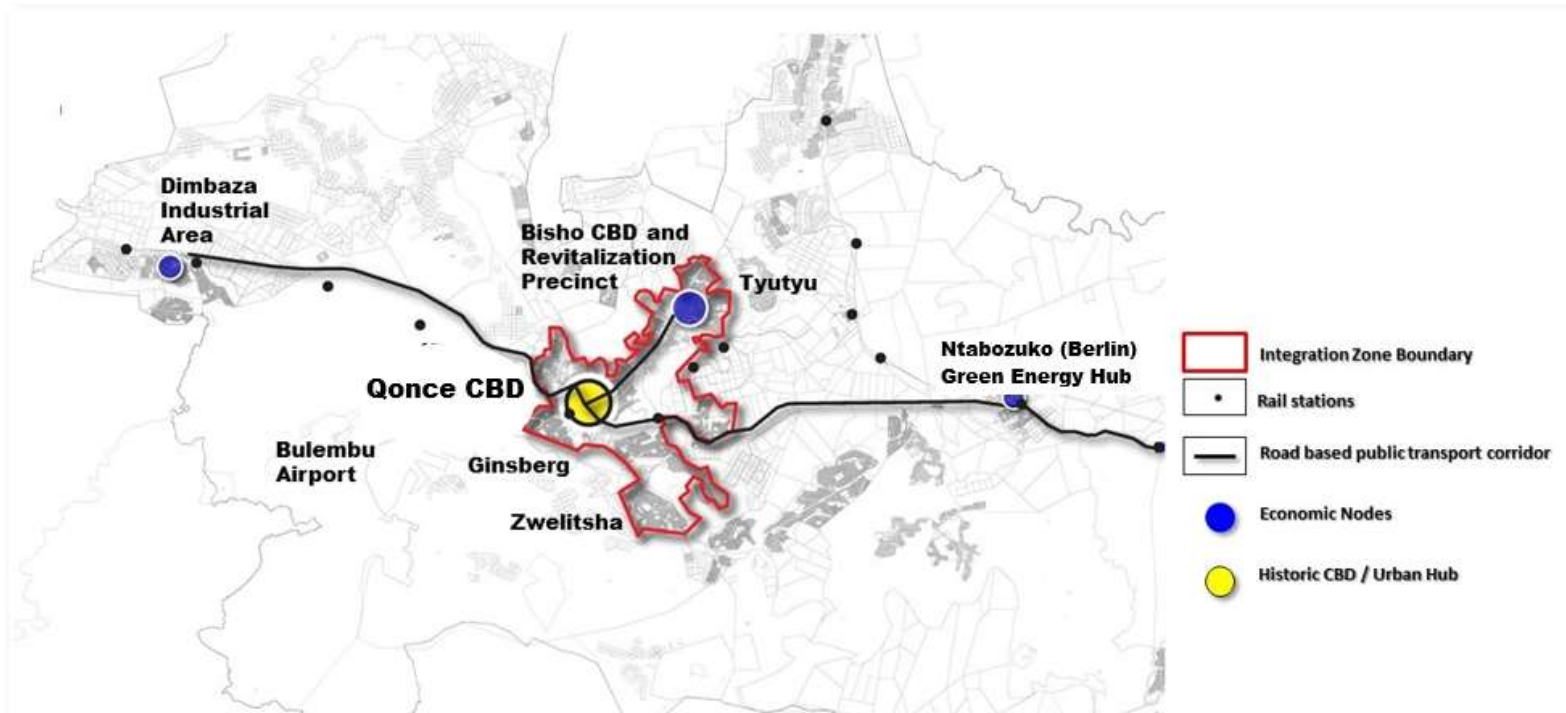 Dimbaza
Industrial
Area
Bisho CBD and
Revitalization
Precinct
Tyutyu
Qonce CBD
Ntabozuko (Berlin)
Green Energy Hub
Bulembu
Airport
Ginsberg
Zwelitsha
Integration Zone Boundary
Rail stations
Road based public transport corridor
Economic Nodes
Historic CBD / Urban Hub